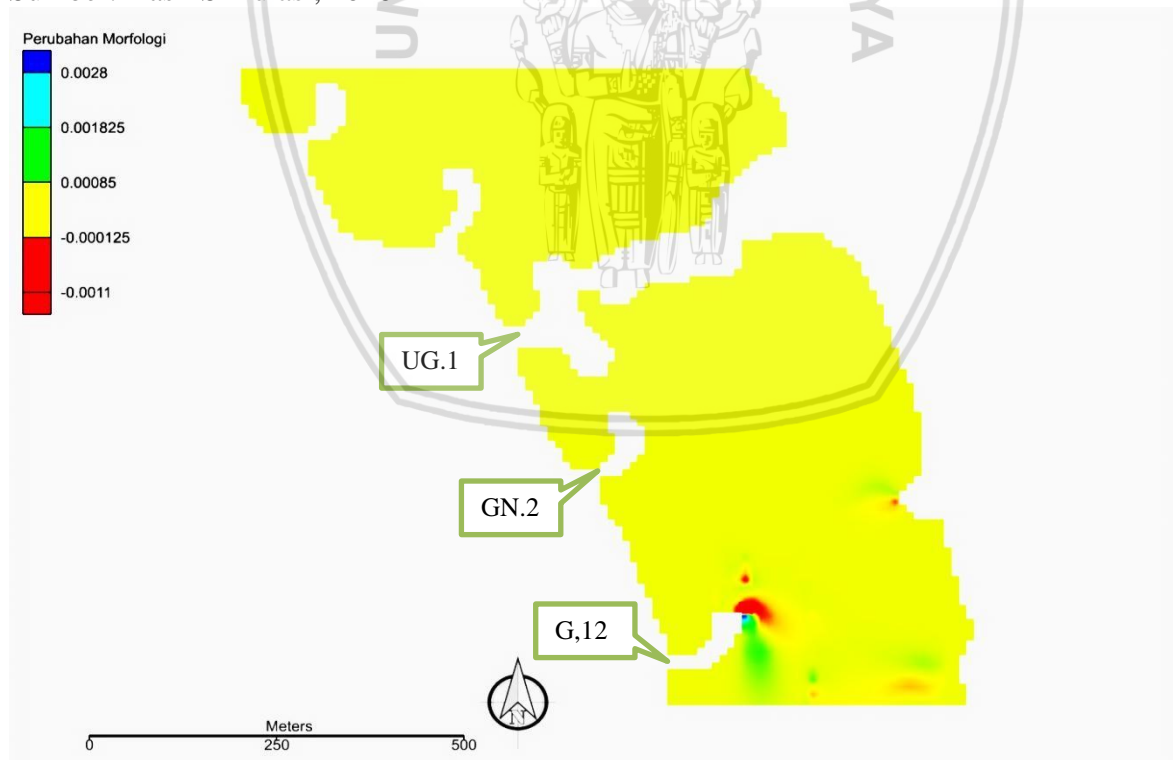 Perubahan Morfologi
0.0028
0.001825
0.00085
-0.000125
-0.0011
UG.1
GN.2
G,12
N
Meters
0 250 500
YA